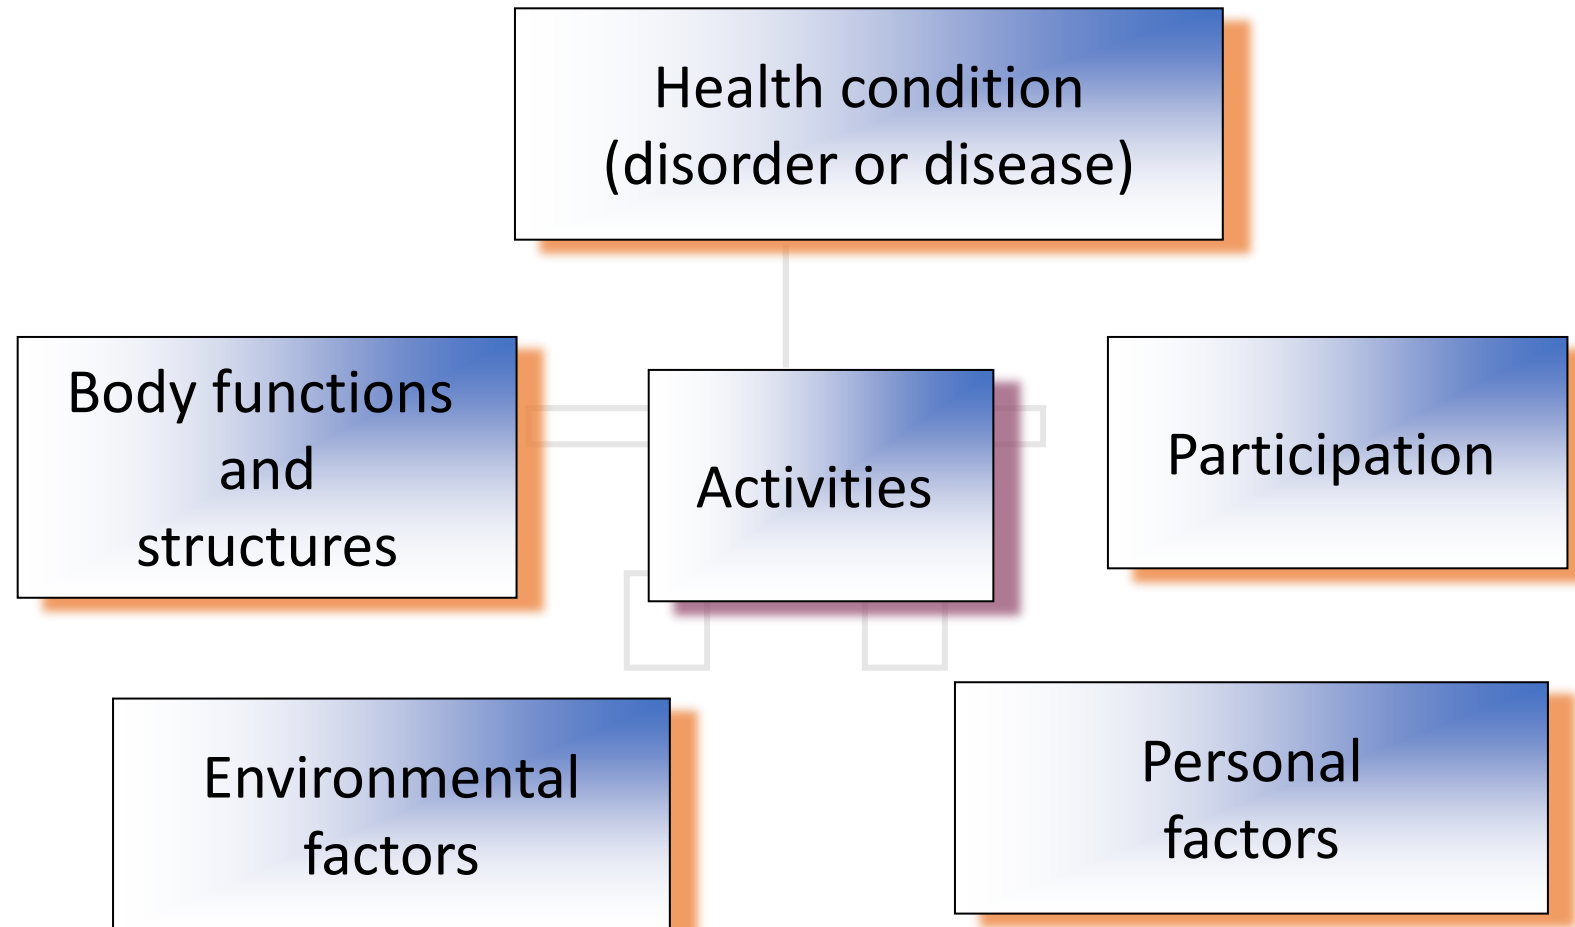 Health condition
(disorder or disease)
Body functions
and
structures
Activities
Participation
Environmental
factors
Personal
factors